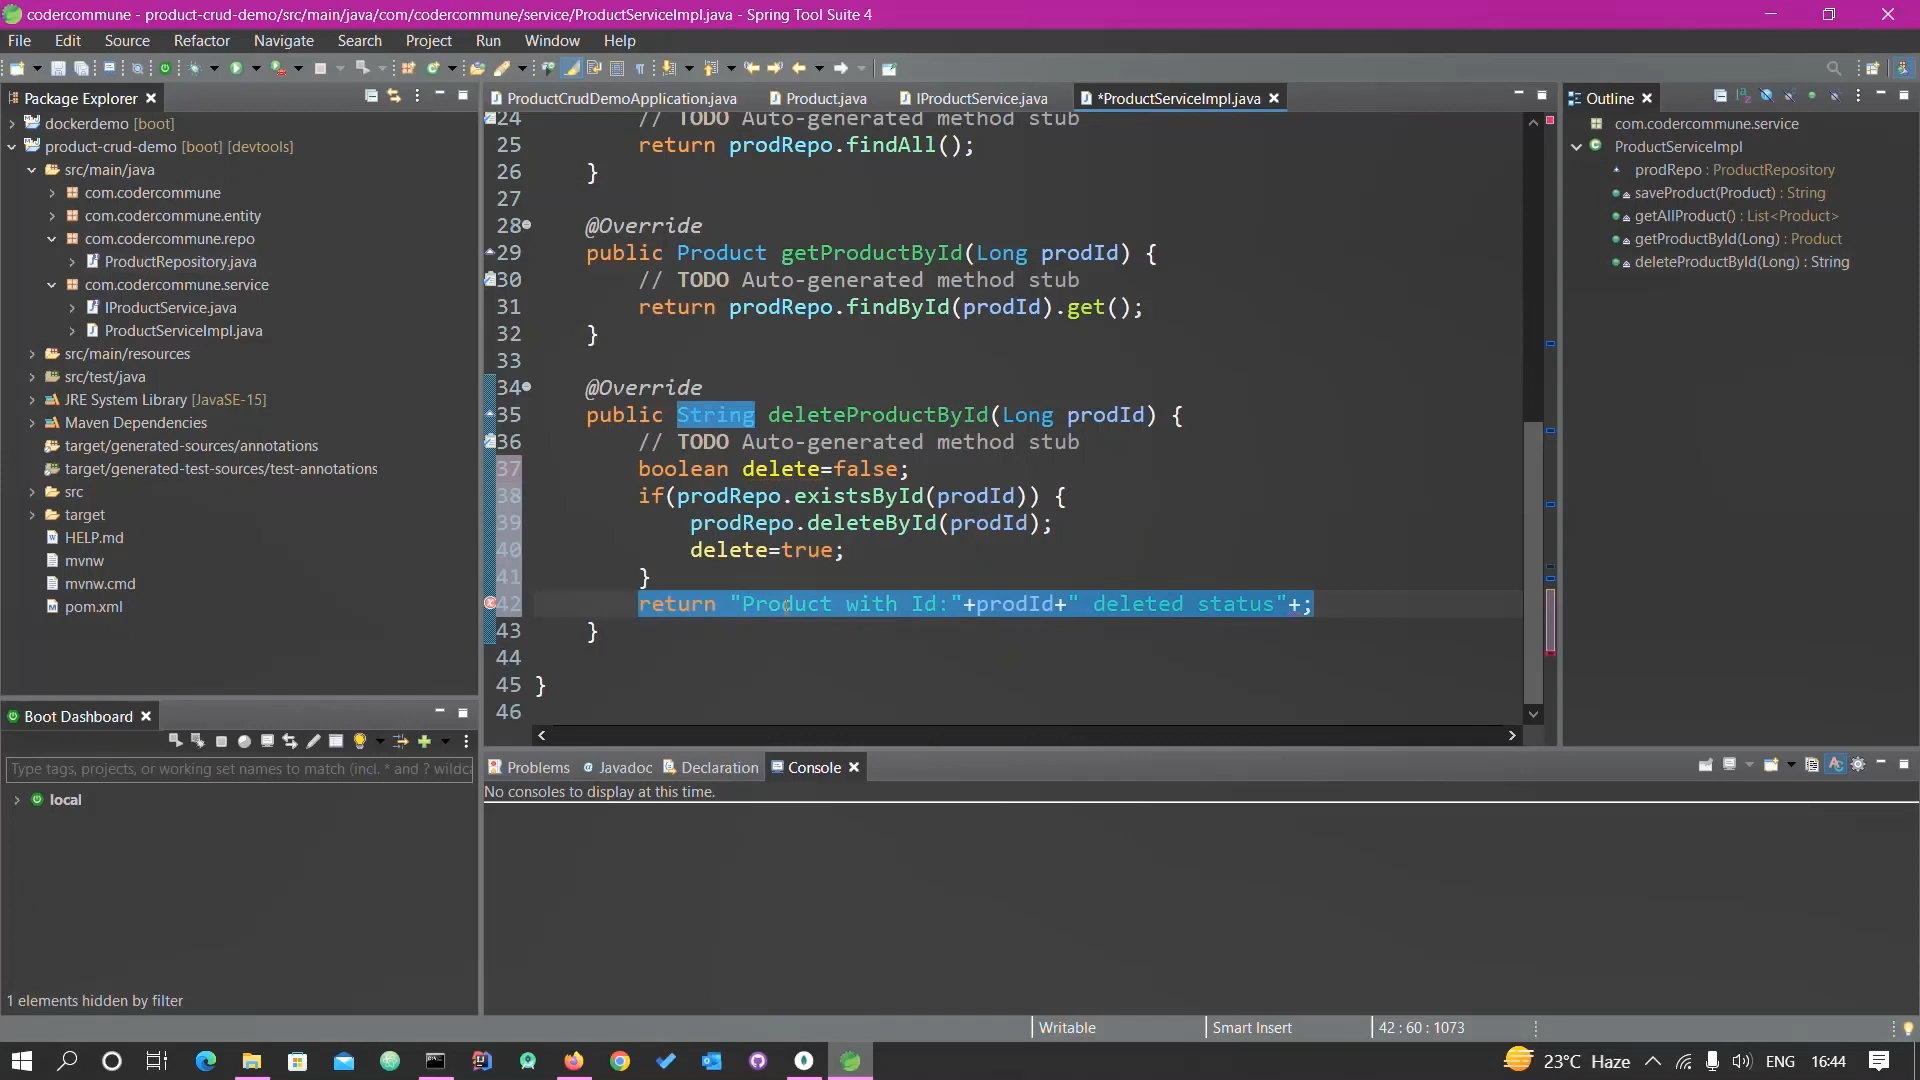 codercommune - product-crud-demo/src/main/java/com/codercommune/service/ProductServiceImpl.java - Spring Tool Suite 4
File Edit Source Refactor Navigate Search Project Run Window Help
Package Explorer
dockerdemo [boot]
product-crud-demo [boot] [devtools]
src/main/java
com.codercommune
com.codercommune.entity
com.codercommune.repo
ProductRepository.java
com.codercommune.service
IProductService.java
ProductServiceImpl.java
src/main/resources
src/test/java
JRE System Library [JavaSE-15]
Maven Dependencies
target/generated-sources/annotations
target/generated-test-sources/test-annotations
src
target
HELP.md
mvnw
mvnw.cmd
pom.xml
ProductCrudDemoApplication.java Product.java IProductService.java *ProductServiceImpl.java
24 // TODO Auto-generated method stub
25 return prodRepo.findAll();
26 }
27
28 @Override
29 public Product getProductById(Long prodId) {
30 // TODO Auto-generated method stub
31 return prodRepo.findById(prodId).get();
32 }
33
34 @Override
35 public String deleteProductById(Long prodId) {
36 // TODO Auto-generated method stub
37 boolean delete=false;
38 if(prodRepo.existsById(prodId)) {
39 prodRepo.deleteById(prodId);
40 delete=true;
41 }
42 return "Product with Id:"+prodId+" deleted status"+;
43 }
44
45 }
46
Outline
com.codercommune.service
ProductServiceImpl
prodRepo : ProductRepository
saveProduct(Product) : String
getAllProduct() : List<Product>
getProductById(Long) : Product
deleteProductById(Long) : String
Boot Dashboard
Type tags, projects, or working set names to match (incl. * and ? wildca
local
1 elements hidden by filter
Problems Javadoc Declaration Console
No consoles to display at this time.
Writable Smart Insert 42 : 60 : 1073
23°C Haze ENG 16:44